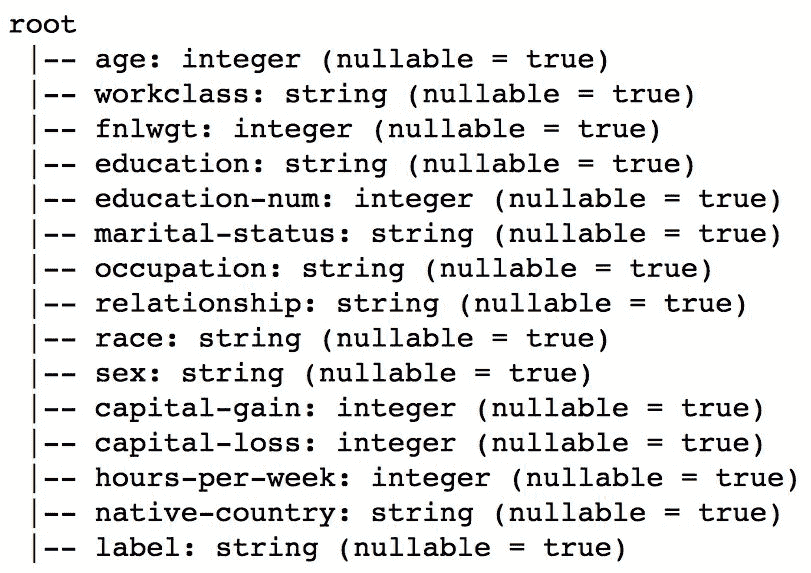 root
 |-- age: integer (nullable = true)
 |-- workclass: string (nullable = true)
 |-- fnlwgt: integer (nullable = true)
 |-- education: string (nullable = true)
 |-- education-num: integer (nullable = true)
 |-- marital-status: string (nullable = true)
 |-- occupation: string (nullable = true)
 |-- relationship: string (nullable = true)
 |-- race: string (nullable = true)
 |-- sex: string (nullable = true)
 |-- capital-gain: integer (nullable = true)
 |-- capital-loss: integer (nullable = true)
 |-- hours-per-week: integer (nullable = true)
 |-- native-country: string (nullable = true)
 |-- label: string (nullable = true)